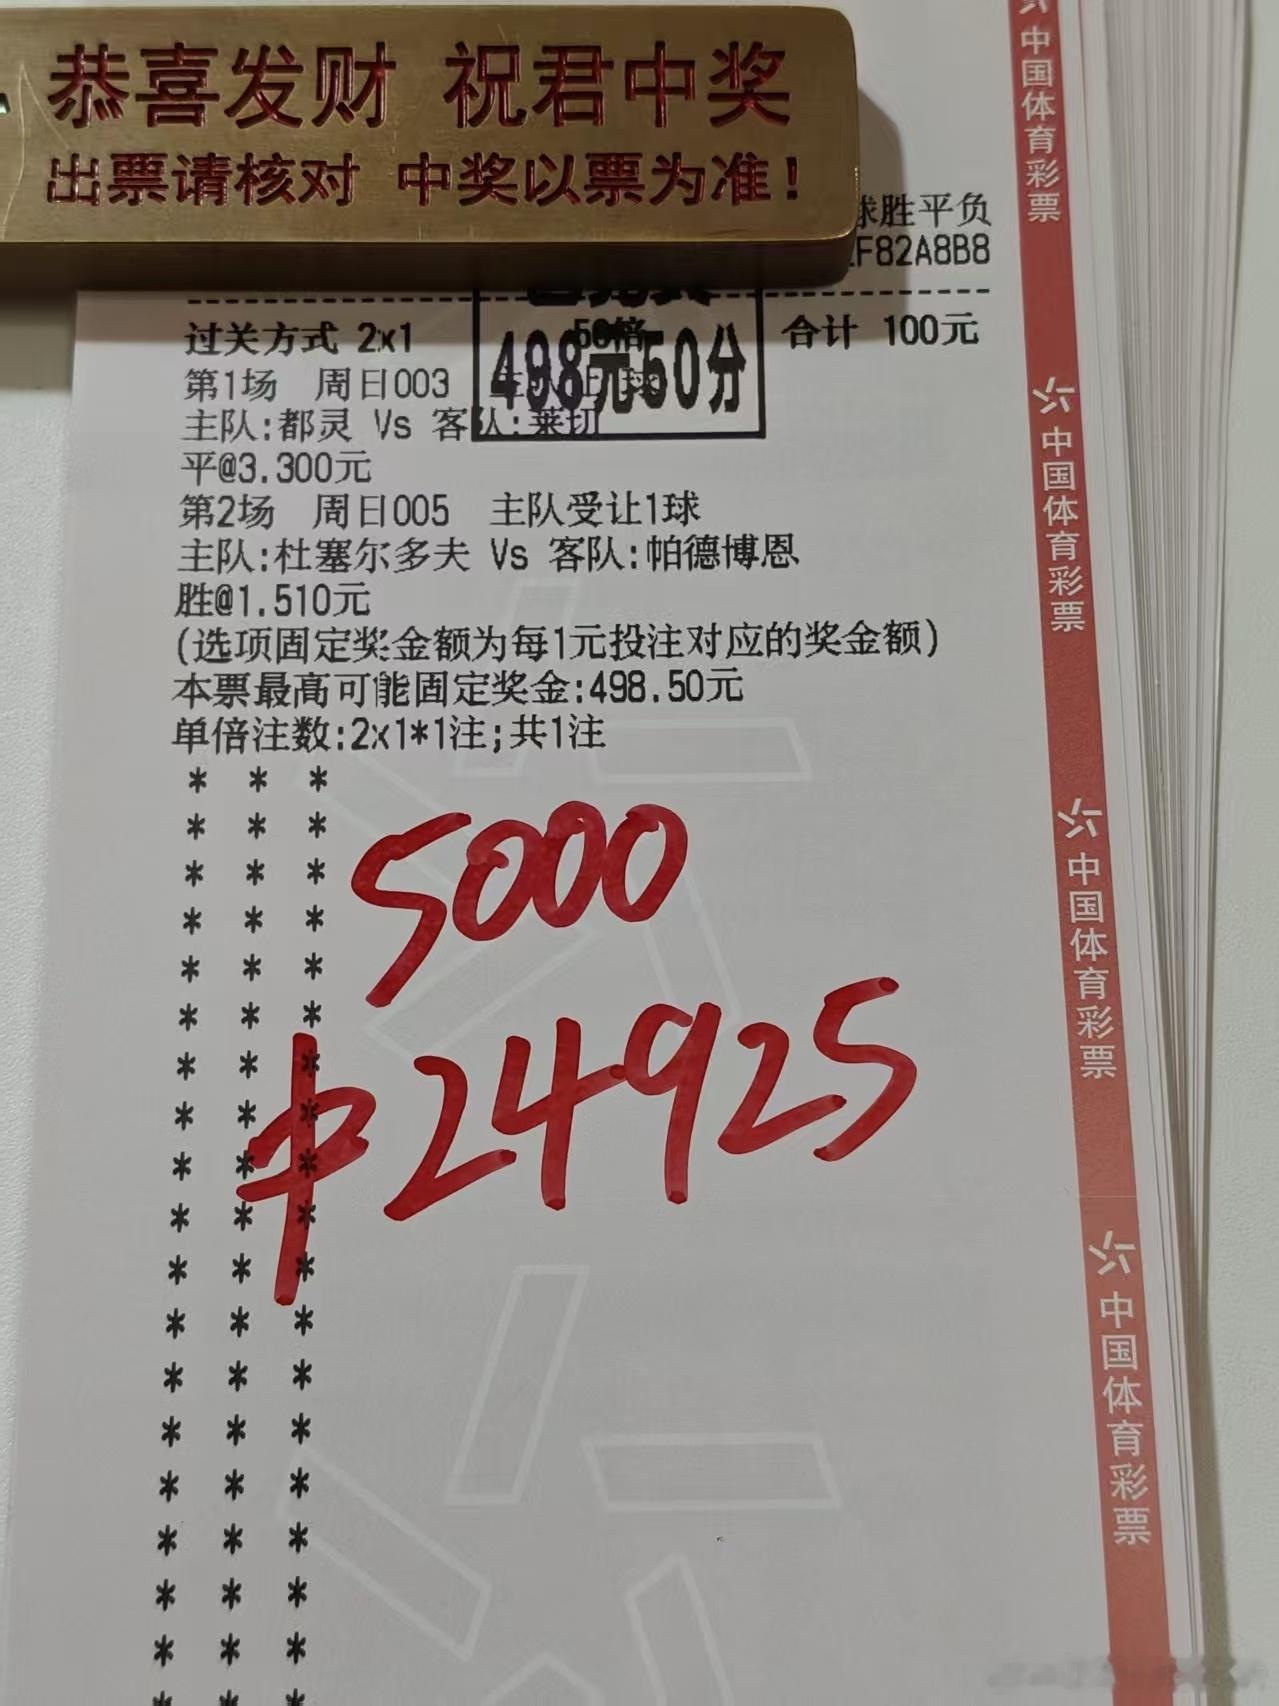 恭喜发财 祝君中奖
出票请核对 中奖以票为准!
球胜平负
F82A8B8
过关方式 2x1 50倍 合计 100元
498元50分
第1场 周日003
主队:都灵 Vs 客队:莱切
平@3.300元
第2场 周日005 主队受让1球
主队:杜塞尔多夫 Vs 客队:帕德博恩
胜@1.510元
(选项固定奖金额为每1元投注对应的奖金额)
本票最高可能固定奖金:498.50元
单倍注数:2x1*1注;共1注
5000
中24925
中国体育彩票
中国体育彩票
中国体育彩票
中国体育彩票